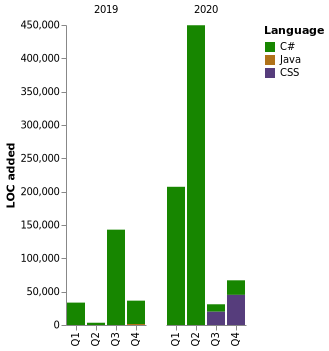 2019 2020
Language
C#
Java
CSS
LOC added
450,000
400,000
350,000
300,000
250,000
200,000
150,000
100,000
50,000
0
Q1 Q2 Q3 Q4 Q1 Q2 Q3 Q4